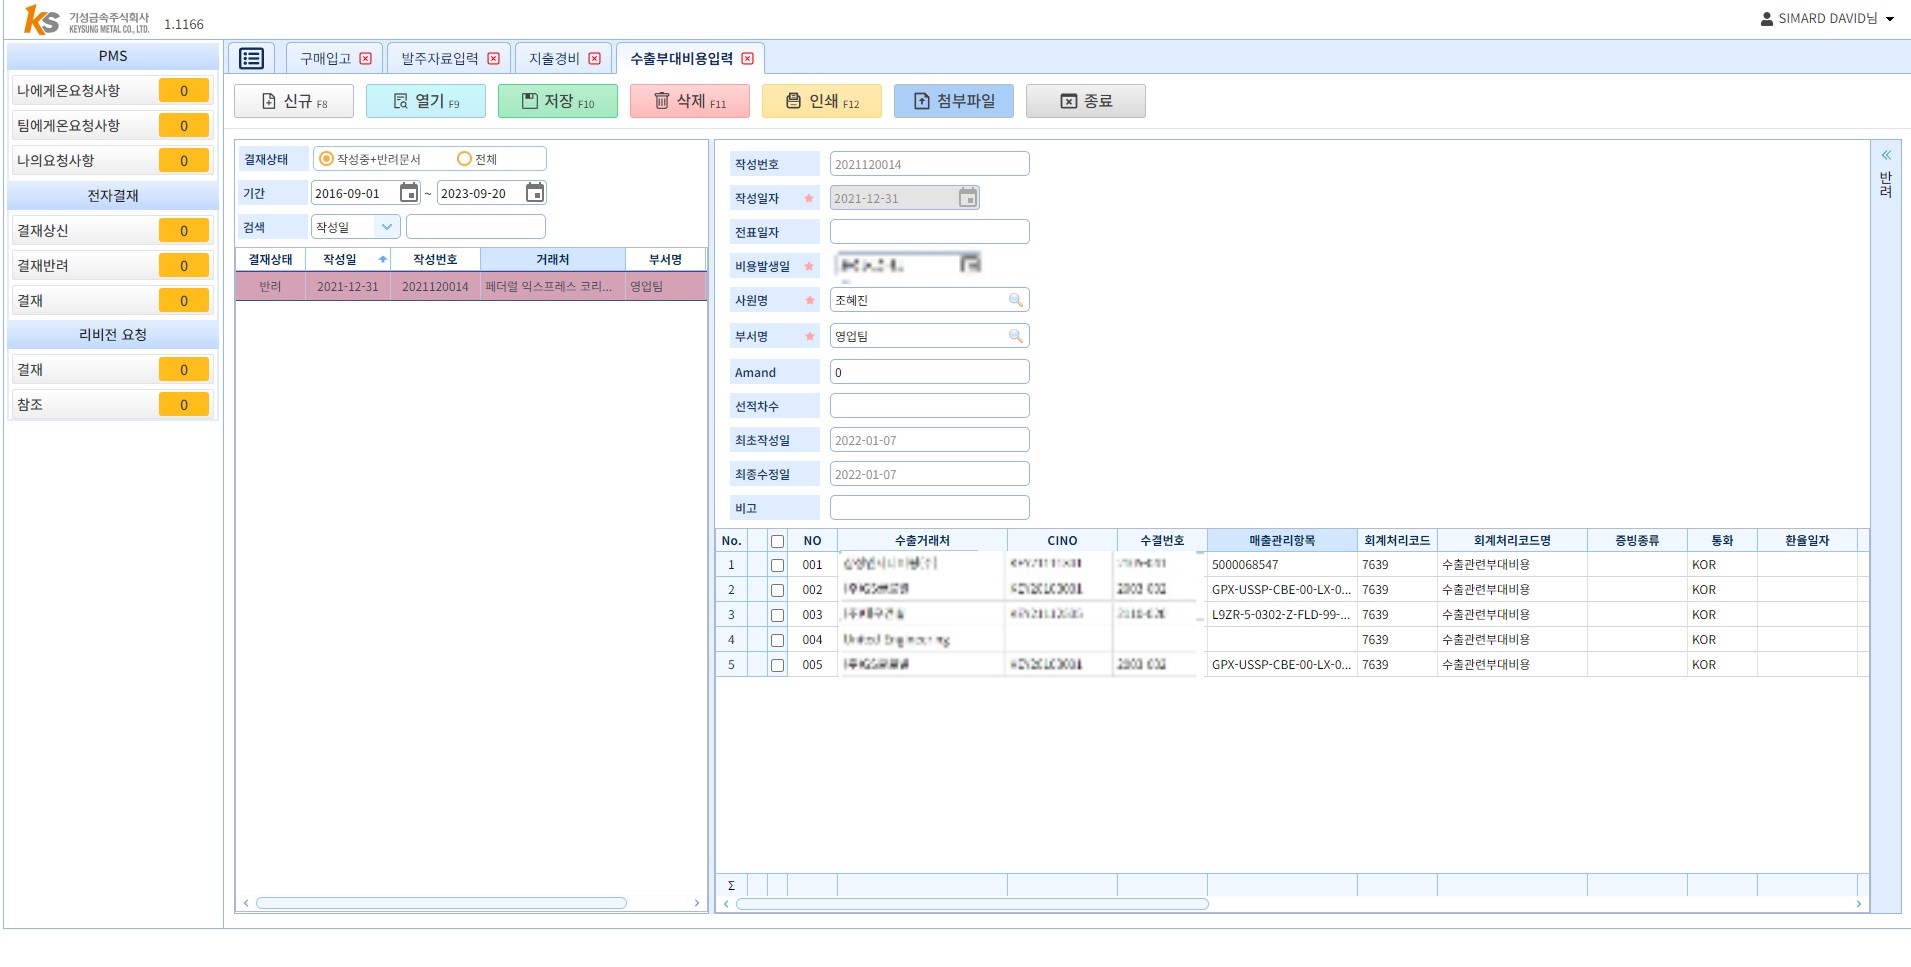 KS 기성금속주식회사 KEYSUNG METAL CO., LTD. 1.1166
SIMARD DAVID님
PMS
나에게온요청사항 0
팀에게온요청사항 0
나의요청사항 0
전자결재
결재상신 0
결재반려 0
결재 0
리비전 요청
결재 0
참조 0
구매입고 발주자료입력 지출경비 수출부대비용입력
신규 F8 열기 F9 저장 F10 삭제 F11 인쇄 F12 첨부파일 종료
결재상태 작성중+반려문서 전체
기간 2016-09-01 ~ 2023-09-20
검색 작성일
결재상태 작성일 작성번호 거래처 부서명
반려 2021-12-31 2021120014 페더럴 익스프레스 코리... 영업팀
작성번호 2021120014
작성일자 2021-12-31
전표일자
비용발생일
사원명 조혜진
부서명 영업팀
Amand 0
선적차수
최초작성일 2022-01-07
최종수정일 2022-01-07
비고
No. NO 수출거래처 CINO 수결번호 매출관리항목 회계처리코드 회계처리코드명 증빙종류 통화 환율일자
1 001 5000068547 7639 수출관련부대비용 KOR
2 002 GPX-USSP-CBE-00-LX-0... 7639 수출관련부대비용 KOR
3 003 L9ZR-5-0302-Z-FLD-99-... 7639 수출관련부대비용 KOR
4 004 United Engineering 7639 수출관련부대비용 KOR
5 005 GPX-USSP-CBE-00-LX-0... 7639 수출관련부대비용 KOR
Σ
반려